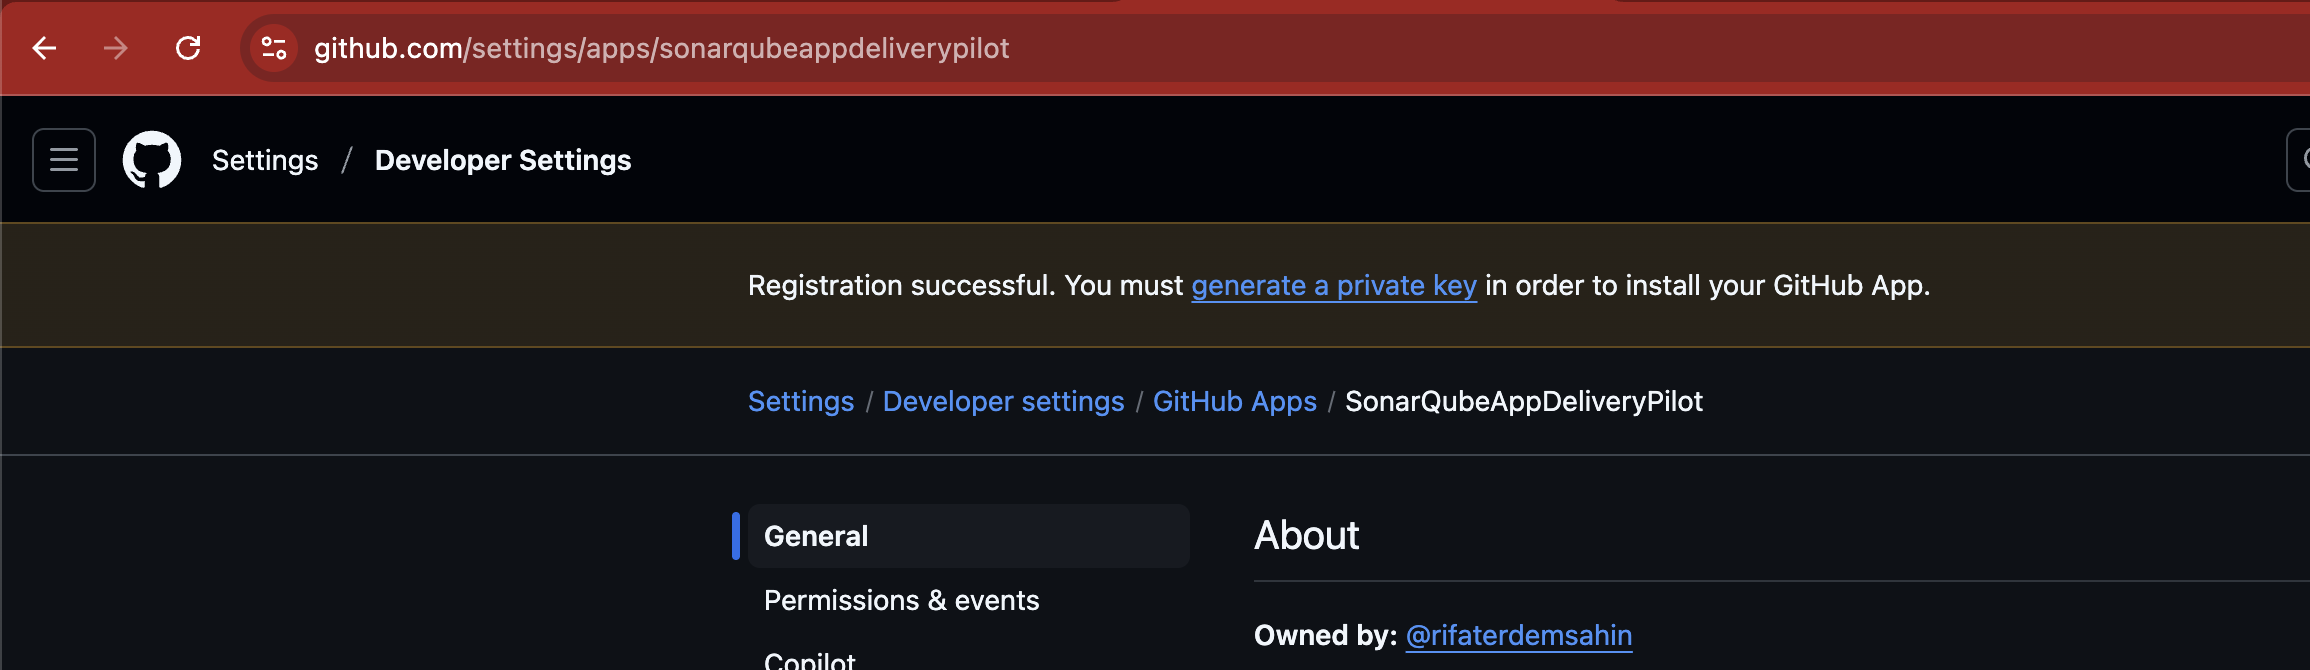 github.com/settings/apps/sonarqubeappdeliverypilot
Settings / Developer Settings
Registration successful. You must generate a private key in order to install your GitHub App.
Settings / Developer settings / GitHub Apps / SonarQubeAppDeliveryPilot
General
About
Permissions & events
Owned by: @rifaterdemsahin
Copilot